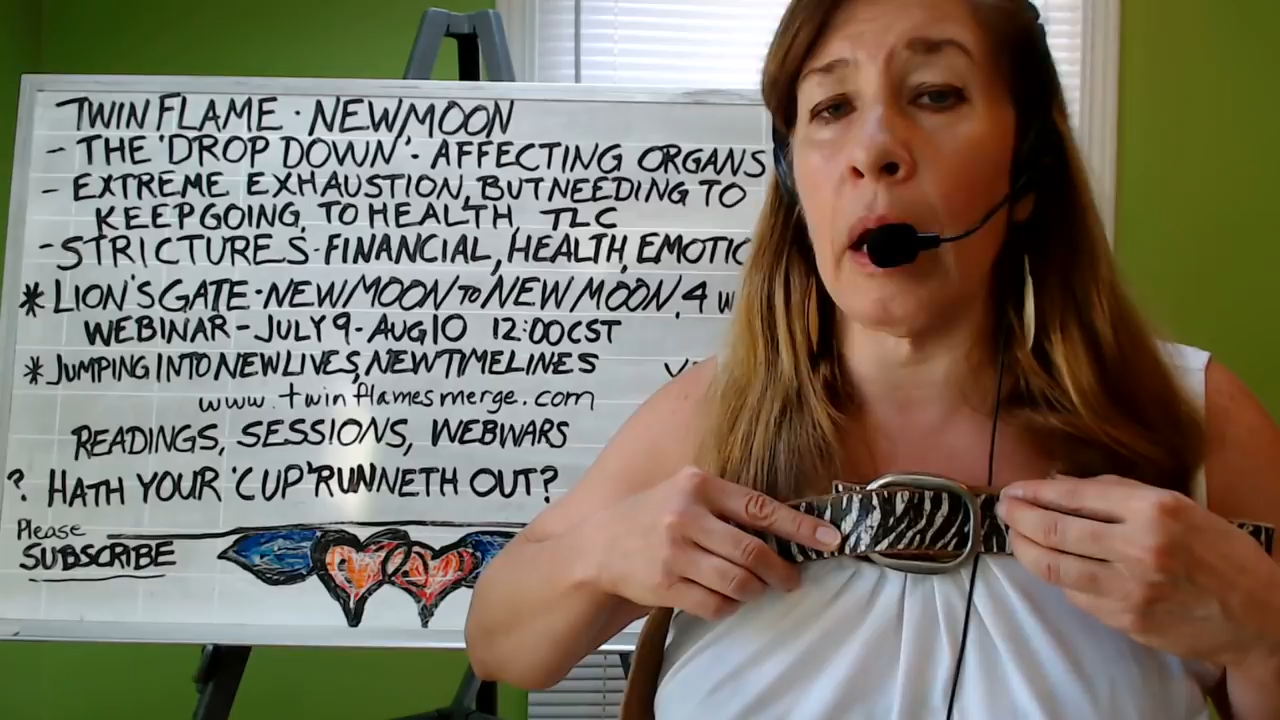 TWIN FLAME · NEW MOON
- THE 'DROP DOWN' - AFFECTING ORGANS
- EXTREME EXHAUSTION, BUT NEEDING TO
KEEP GOING, TO HEALTH, TLC
- STRICTURES - FINANCIAL, HEALTH, EMOTIO
* LION'S GATE - NEW MOON TO NEW MOON, 4 W
WEBINAR - JULY 9 - AUG 10 12:00 CST
* JUMPING INTO NEW LIVES, NEW TIMELINES
www.twinflamesmerge.com
READINGS, SESSIONS, WEBWARS
? HATH YOUR 'CUP' RUNNETH OUT?
Please
SUBSCRIBE